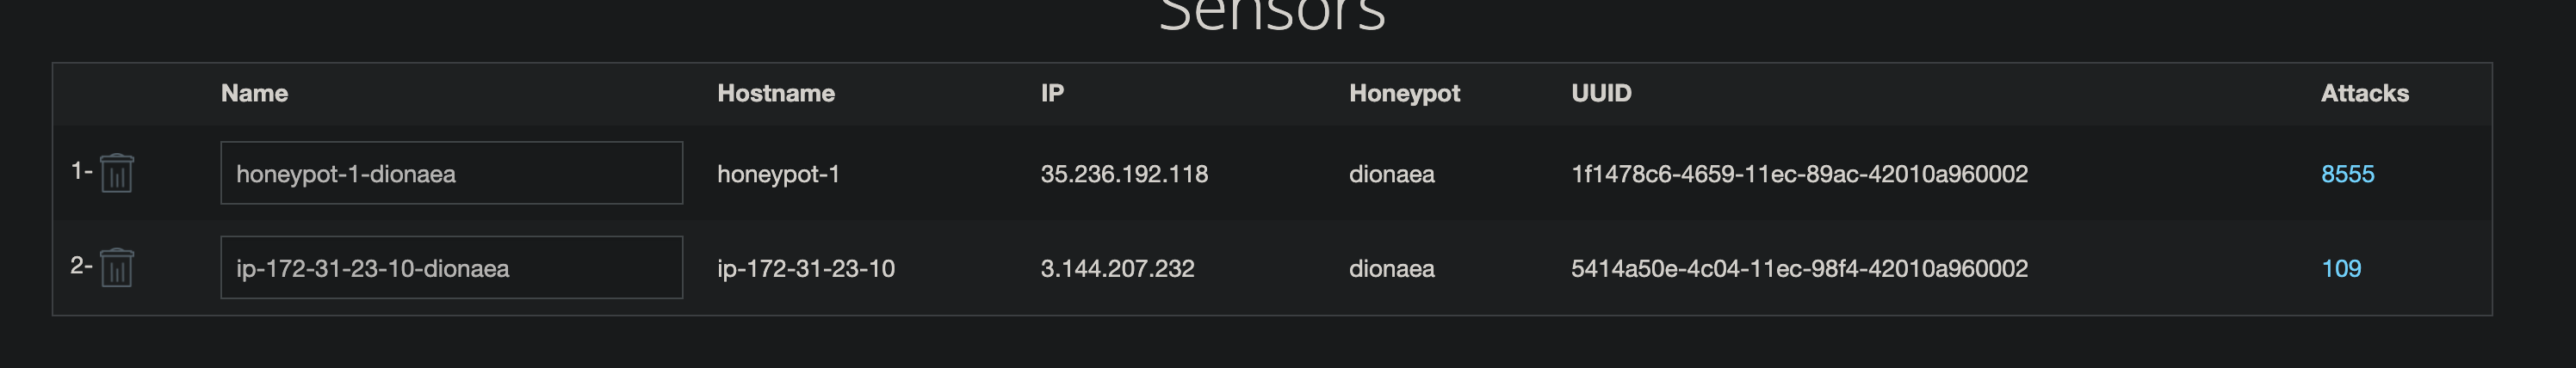 Sensors
Name Hostname IP Honeypot UUID Attacks
1- honeypot-1-dionaea honeypot-1 35.236.192.118 dionaea 1f1478c6-4659-11ec-89ac-42010a960002 8555
2- ip-172-31-23-10-dionaea ip-172-31-23-10 3.144.207.232 dionaea 5414a50e-4c04-11ec-98f4-42010a960002 109